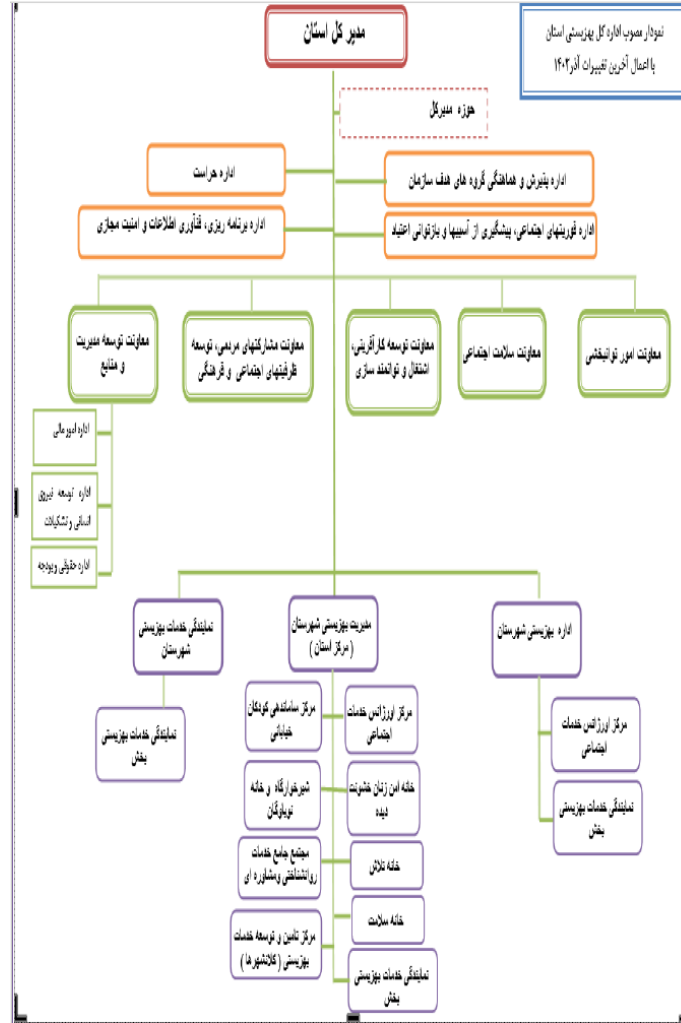 نمودار مصوب اداره کل بهزیستی استان
با اعمال آخرین تغییرات آذر ۱۴۰۲
مدیر کل استان
حوزه مدیرکل
اداره پذیرش و هماهنگی گروه های هدف سازمان
اداره حراست
اداره فوریتهای اجتماعی، پیشگیری از آسیبها و بازتوانی اعتیاد
اداره برنامه ریزی، فنآوری اطلاعات و امنیت مجازی
معاونت امور توانبخشی
معاونت سلامت اجتماعی
معاونت توسعه کارآفرینی،
اشتغال و توانمند سازی
معاونت مشارکتهای مردمی، توسعه
ظرفیتهای اجتماعی و فرهنگی
معاونت توسعه مدیریت
و منابع
اداره امور مالی
اداره توسعه نیروی
انسانی و تشکیلات
اداره حقوقی وبودجه
اداره بهزیستی شهرستان
مرکز اورژانس خدمات
اجتماعی
نمایندگی خدمات بهزیستی
بخش
مدیریت بهزیستی شهرستان
( مرکز استان )
مرکز اورژانس خدمات
اجتماعی
مرکز ساماندهی کودکان
خیابانی
خانه امن زنان خشونت
دیده
شیرخوارگاه و خانه
نوباوگان
خانه تلاش
مجتمع جامع خدمات
روانشناختی ومشاوره ای
خانه سلامت
مرکز تامین و توسعه خدمات
بهزیستی ( کلانشهرها )
نمایندگی خدمات بهزیستی
بخش
نمایندگی خدمات بهزیستی
شهرستان
نمایندگی خدمات بهزیستی
بخش